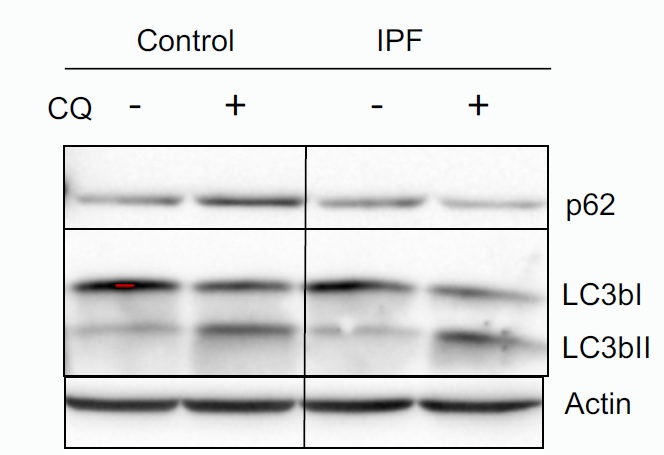 Control IPF
CQ - + - +
p62
LC3bI
LC3bII
Actin